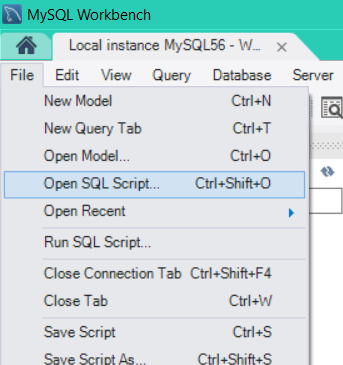 MySQL Workbench
Local instance MySQL56 - W... ×
File Edit View Query Database Server
New Model Ctrl+N
New Query Tab Ctrl+T
Open Model... Ctrl+O
Open SQL Script... Ctrl+Shift+O
Open Recent
Run SQL Script...
Close Connection Tab Ctrl+Shift+F4
Close Tab Ctrl+W
Save Script Ctrl+S
Save Script As... Ctrl+Shift+S